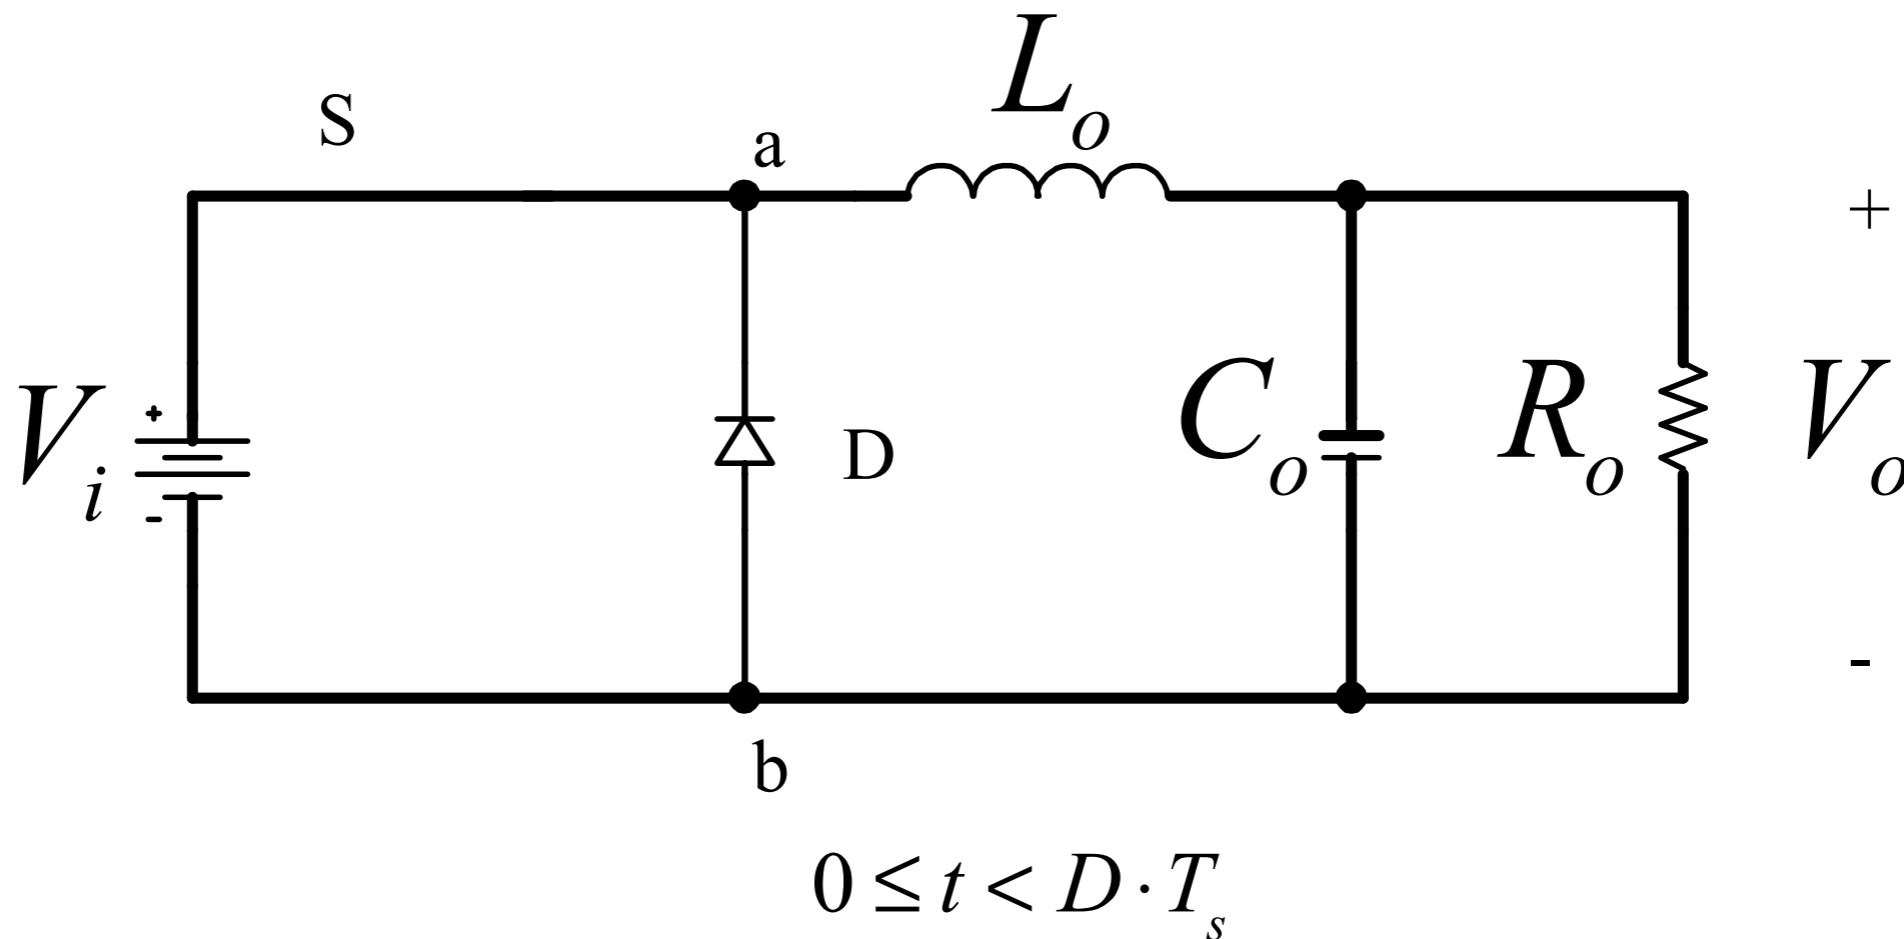 L_o
S
a
+
V_i
+
-
D
C_o
R_o
V_o
-
b
0 ≤ t < D · T_s